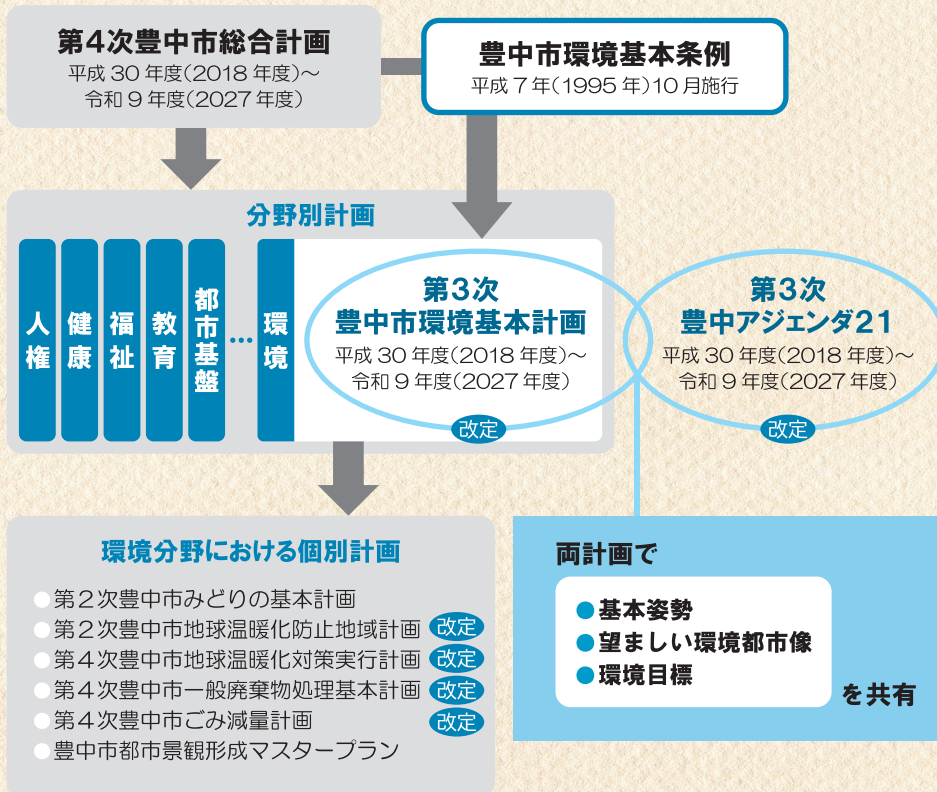 第4次豊中市総合計画
平成30年度(2018年度)～
令和9年度(2027年度)
豊中市環境基本条例
平成7年(1995年)10月施行
分野別計画
人権
健康
福祉
教育
都市基盤
…
環境
第3次
豊中市環境基本計画
平成30年度(2018年度)～
令和9年度(2027年度)
改定
第3次
豊中アジェンダ21
平成30年度(2018年度)～
令和9年度(2027年度)
改定
環境分野における個別計画
●第2次豊中市みどりの基本計画
●第2次豊中市地球温暖化防止地域計画 改定
●第4次豊中市地球温暖化対策実行計画 改定
●第4次豊中市一般廃棄物処理基本計画 改定
●第4次豊中市ごみ減量計画 改定
●豊中市都市景観形成マスタープラン
両計画で
●基本姿勢
●望ましい環境都市像
●環境目標
を共有